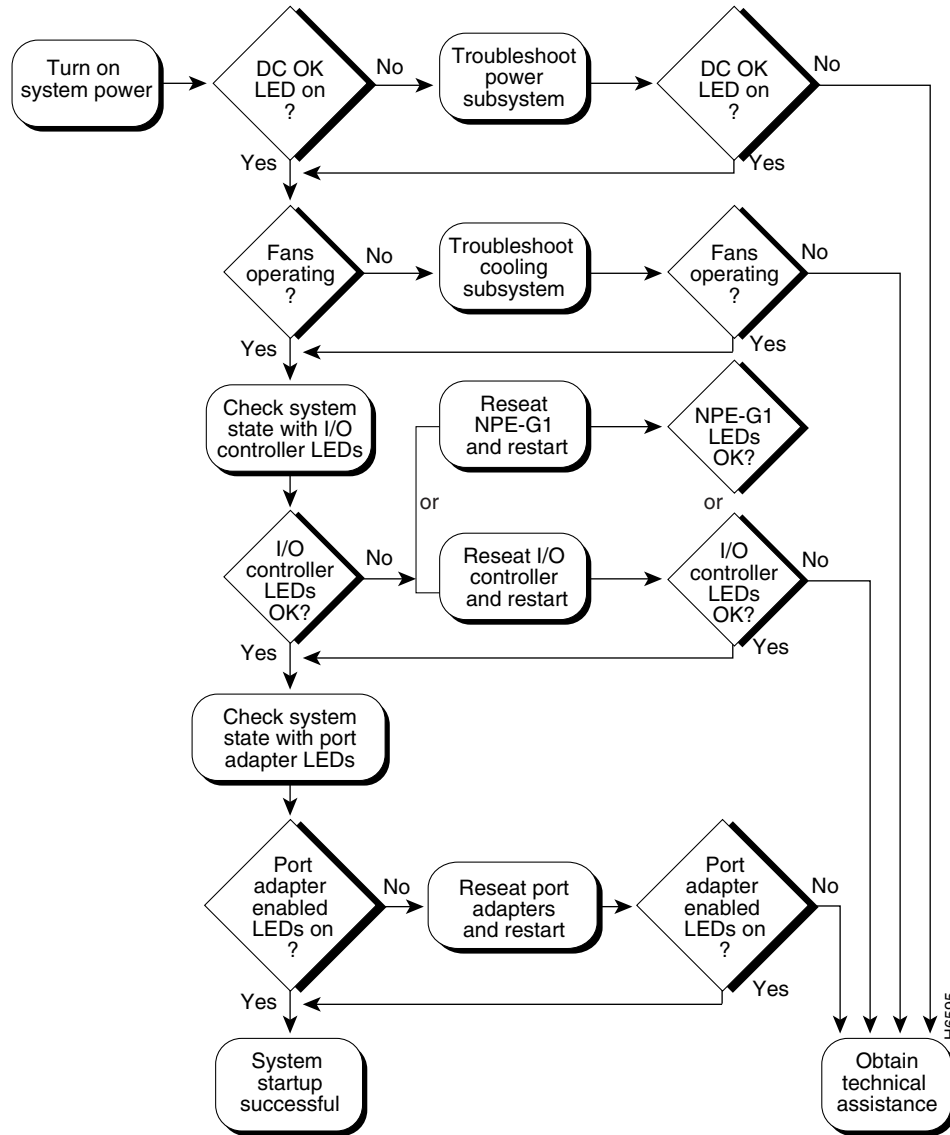 Turn on
system power
DC OK
LED on
?
No
Troubleshoot
power
subsystem
DC OK
LED on
?
No
Yes
Yes
Fans
operating
?
No
Troubleshoot
cooling
subsystem
Fans
operating
?
No
Yes
Yes
Check system
state with I/O
controller LEDs
Reseat
NPE-G1
and restart
NPE-G1
LEDs
OK?
or
or
I/O
controller
LEDs
OK?
No
Reseat I/O
controller
and restart
I/O
controller
LEDs
OK?
No
Yes
Yes
Check system
state with port
adapter LEDs
Port
adapter
enabled
LEDs on
?
No
Reseat port
adapters
and restart
Port
adapter
enabled
LEDs on
?
No
Yes
Yes
System
startup
successful
Obtain
technical
assistance
H6595